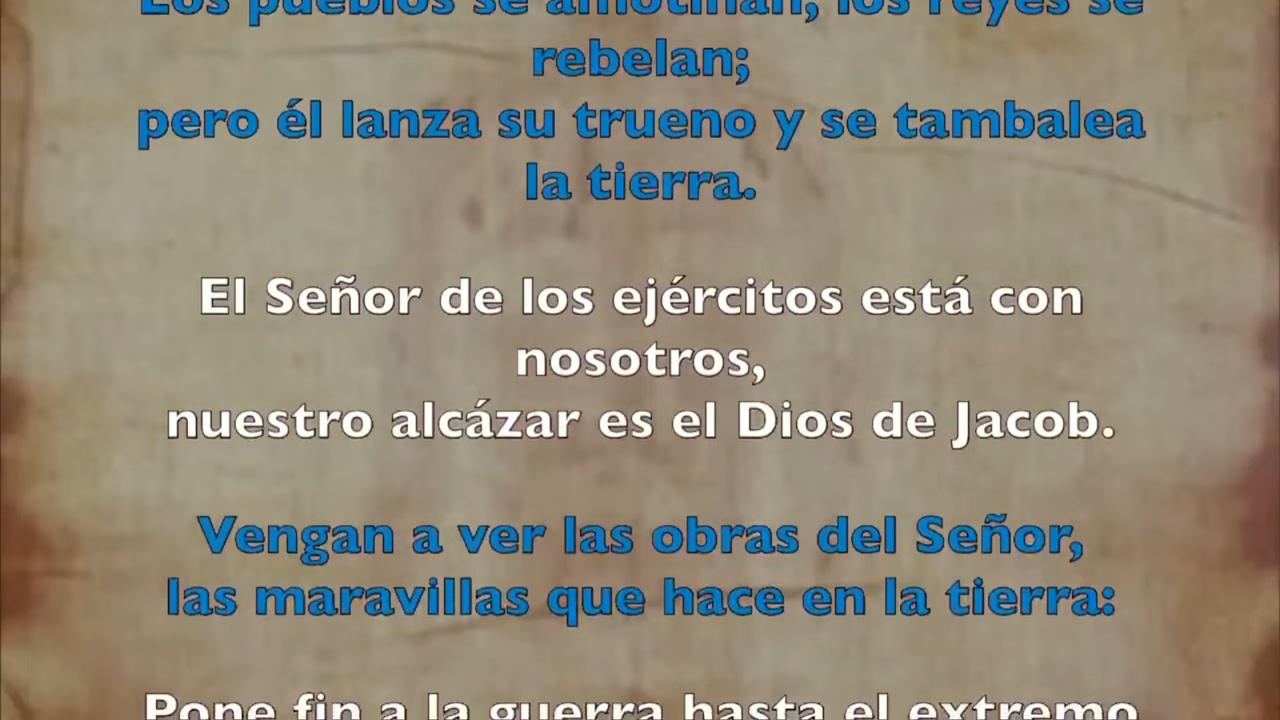 Los pueblos se amotinan, los reyes se
rebelan;
pero él lanza su trueno y se tambalea
la tierra.
El Señor de los ejércitos está con
nosotros,
nuestro alcázar es el Dios de Jacob.
Vengan a ver las obras del Señor,
las maravillas que hace en la tierra:
Pone fin a la guerra hasta el extremo